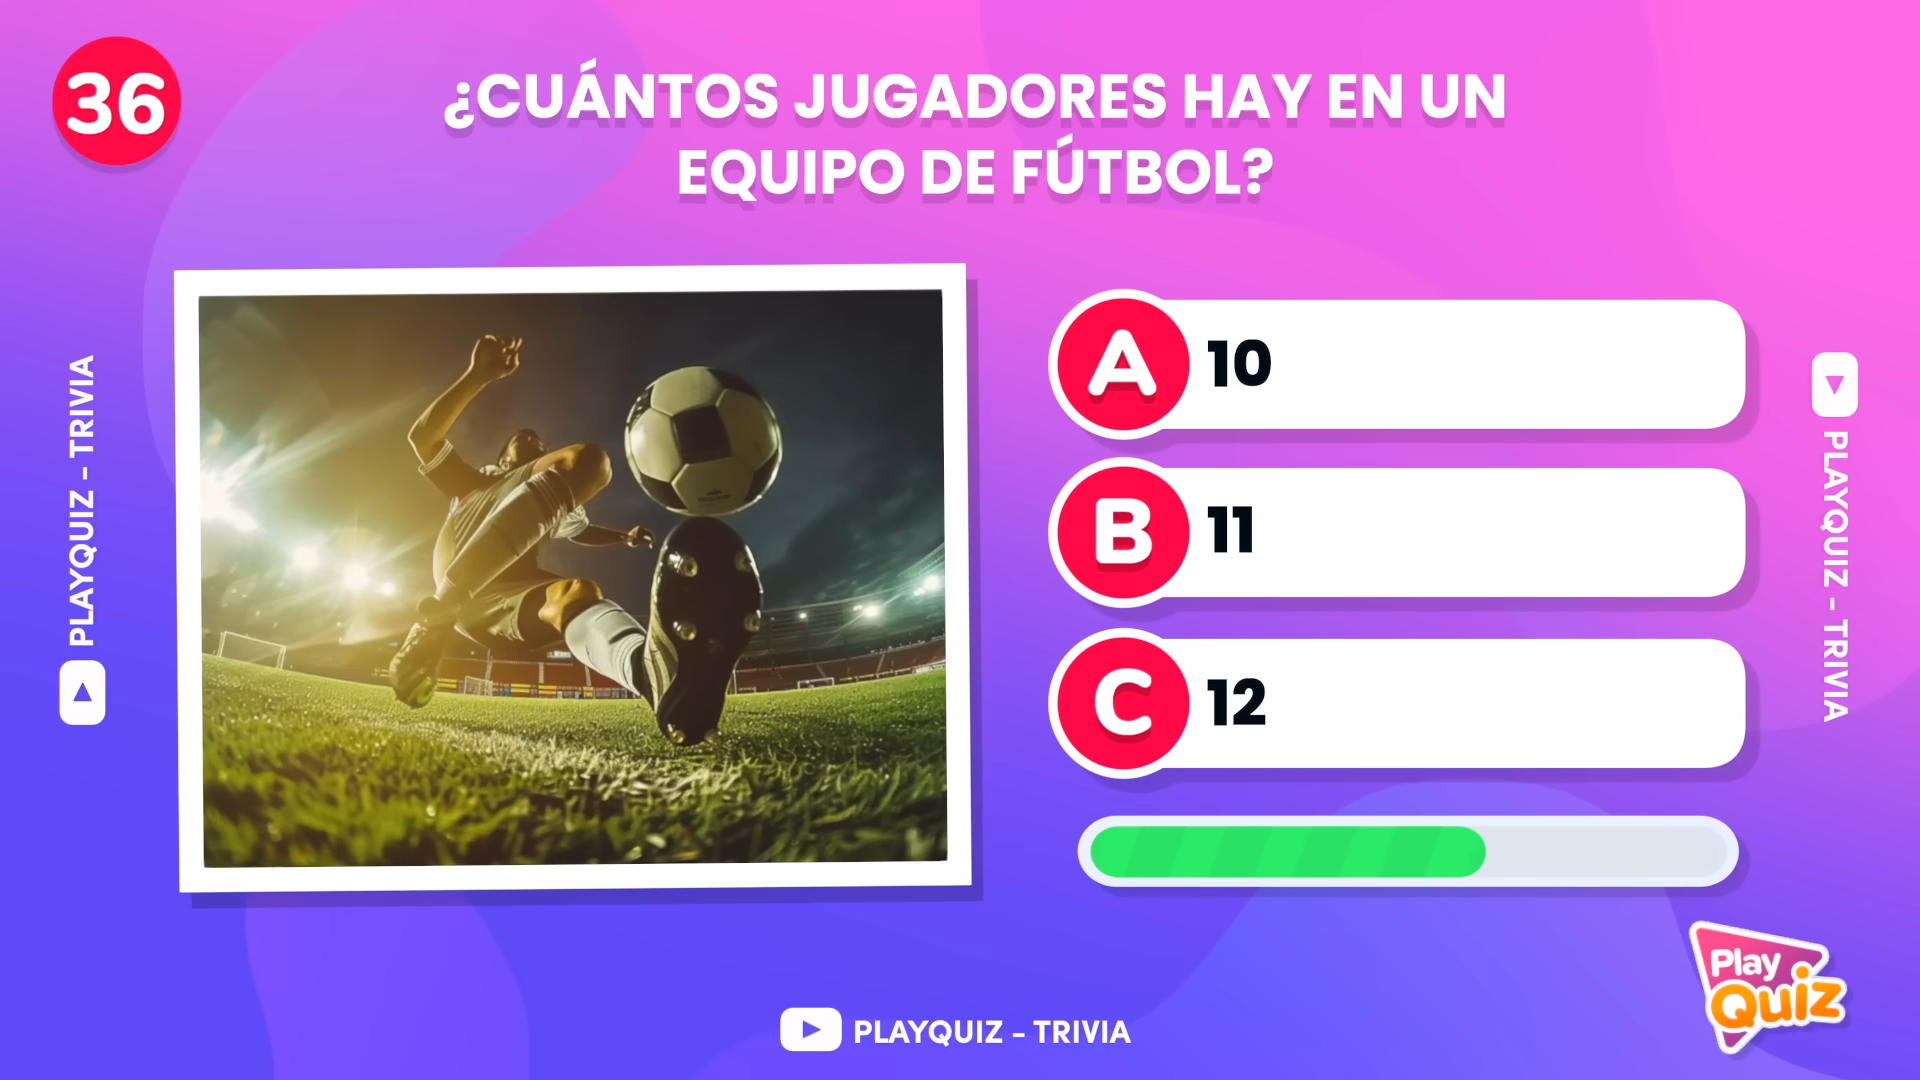 36
¿CUÁNTOS JUGADORES HAY EN UN
EQUIPO DE FÚTBOL?
A 10
B 11
C 12
PLAYQUIZ - TRIVIA
PLAYQUIZ - TRIVIA
PLAYQUIZ - TRIVIA
Play
Quiz